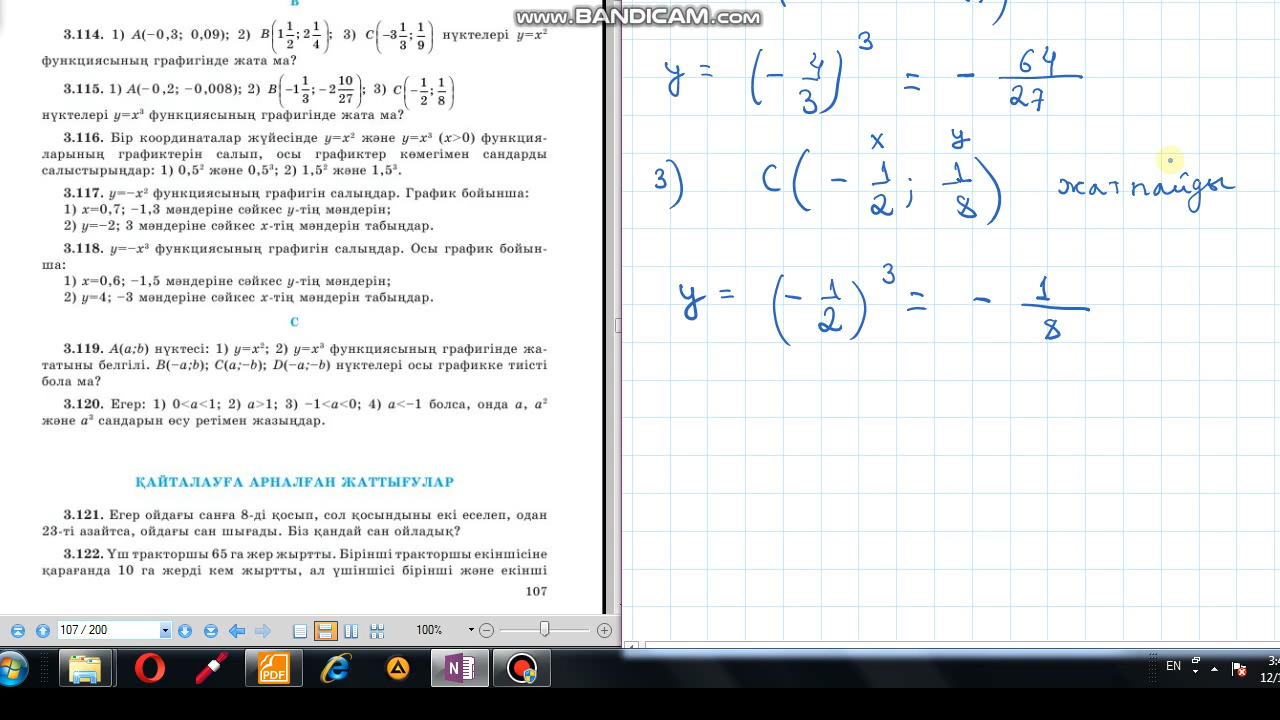 www.BANDICAM.com
В
3.114. 1) A(−0,3; 0,09); 2) B(1 1/2; 2 1/4); 3) C(−3 1/3; 1/9) нүктелері y=x²
функциясының графигінде жата ма?
3.115. 1) A(−0,2; −0,008); 2) B(−1 1/3; −2 10/27); 3) C(−1/2; 1/8)
нүктелері y=x³ функциясының графигінде жата ма?
3.116. Бір координаталар жүйесінде y=x² және y=x³ (x>0) функция-
ларының графиктерін салып, осы графиктер көмегімен сандарды
салыстырыңдар: 1) 0,5² және 0,5³; 2) 1,5² және 1,5³.
3.117. y=−x² функциясының графигін салыңдар. График бойынша:
1) x=0,7; −1,3 мәндеріне сәйкес y-тің мәндерін;
2) y=−2; 3 мәндеріне сәйкес x-тің мәндерін табыңдар.
3.118. y=−x³ функциясының графигін салыңдар. Осы график бойын-
ша:
1) x=0,6; −1,5 мәндеріне сәйкес y-тің мәндерін;
2) y=4; −3 мәндеріне сәйкес x-тің мәндерін табыңдар.
С
3.119. A(a;b) нүктесі: 1) y=x²; 2) y=x³ функциясының графигінде жа-
татыны белгілі. B(−a;b); C(a;−b); D(−a;−b) нүктелері осы графикке тиісті
бола ма?
3.120. Егер: 1) 0<a<1; 2) a>1; 3) −1<a<0; 4) a<−1 болса, онда a, a²
және a³ сандарын өсу ретімен жазыңдар.
ҚАЙТАЛАУҒА АРНАЛҒАН ЖАТТЫҒУЛАР
3.121. Егер ойдағы санға 8-ді қосып, сол қосындыны екі еселеп, одан
23-ті азайтса, ойдағы сан шығады. Біз қандай сан ойладық?
3.122. Үш тракторшы 65 га жер жыртты. Бірінші тракторшы екіншісіне
қарағанда 10 га жерді кем жыртты, ал үшіншісі бірінші және екінші
107
y = (− 4/3)³ = − 64/27
x y
3) C(− 1/2; 1/8) жатпайды
y = (− 1/2)³ = − 1/8
107 / 200
100%
PDF
N
EN
3:4
12/1